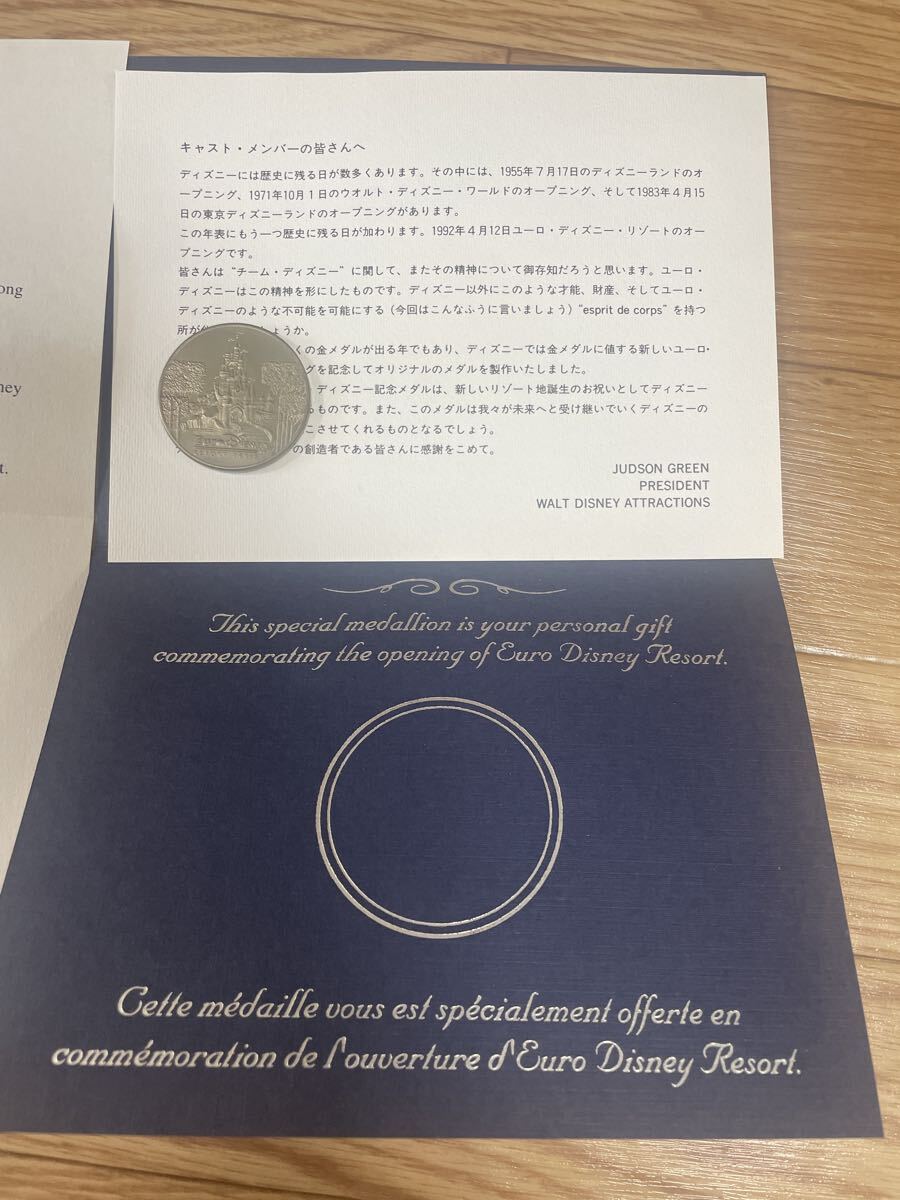 ong
ney
t.
キャスト・メンバーの皆さんへ
ディズニーには歴史に残る日が数多くあります。その中には、1955年7月17日のディズニーランドのオ
ープニング、1971年10月1日のウオルト・ディズニー・ワールドのオープニング、そして1983年4月15
日の東京ディズニーランドのオープニングがあります。
この年表にもう一つ歴史に残る日が加わります。1992年4月12日ユーロ・ディズニー・リゾートのオー
プニングです。
皆さんは“チーム・ディズニー”に関して、またその精神について御存知だろうと思います。ユーロ・
ディズニーはこの精神を形にしたものです。ディズニー以外にこのような才能、財産、そしてユーロ・
ディズニーのような不可能を可能にする（今回はこんなふうに言いましょう）“esprit de corps”を持つ
所が しょうか。
くの金メダルが出る年でもあり、ディズニーでは金メダルに値する新しいユーロ・
グを記念してオリジナルのメダルを製作いたしました。
ディズニー記念メダルは、新しいリゾート地誕生のお祝いとしてディズニー
るものです。また、このメダルは我々が未来へと受け継いでいくディズニーの
こさせてくれるものとなるでしょう。
の創造者である皆さんに感謝をこめて。
JUDSON GREEN
PRESIDENT
WALT DISNEY ATTRACTIONS
Euro Disney
This special medallion is your personal gift
commemorating the opening of Euro Disney Resort.
Cette médaille vous est spécialement offerte en
commémoration de l'ouverture d'Euro Disney Resort.